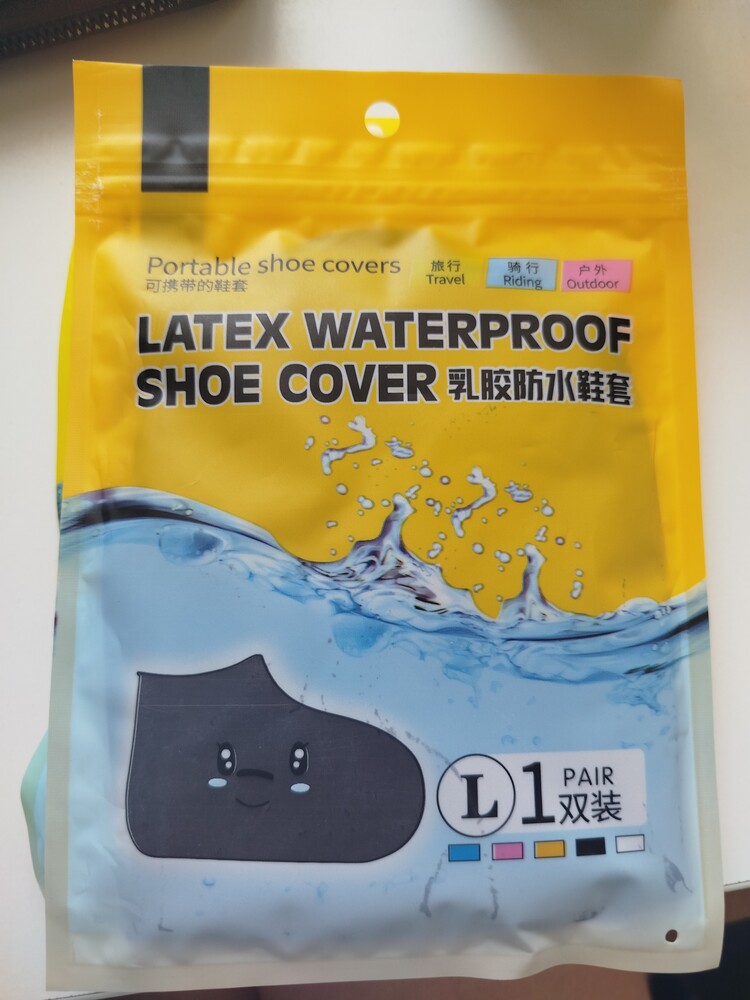 Portable shoe covers
可携带的鞋套
旅行
Travel
骑行
Riding
户外
Outdoor
LATEX WATERPROOF
SHOE COVER 乳胶防水鞋套
L 1 PAIR
双装